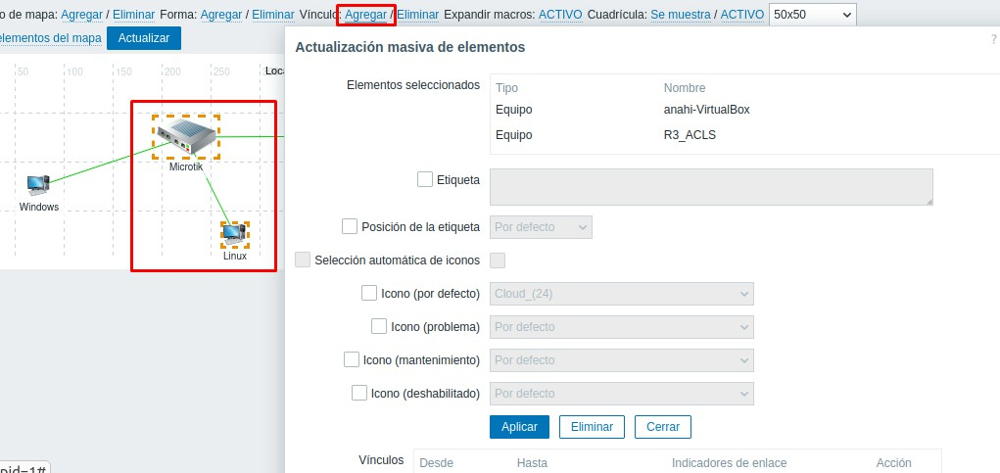 o de mapa: Agregar / Eliminar Forma: Agregar / Eliminar Vínculo: Agregar / Eliminar Expandir macros: ACTIVO Cuadrícula: Se muestra / ACTIVO 50x50
elementos del mapa Actualizar
Actualización masiva de elementos ?
50 100 150 200 250 Loca
Elementos seleccionados Tipo Nombre
Equipo anahi-VirtualBox
Equipo R3_ACLS
Microtik
Etiqueta
Windows
Posición de la etiqueta Por defecto
Linux
Selección automática de iconos
Icono (por defecto) Cloud_(24)
Icono (problema) Por defecto
Icono (mantenimiento) Por defecto
Icono (deshabilitado) Por defecto
Aplicar Eliminar Cerrar
Vínculos Desde Hasta Indicadores de enlace Acción
pid=1#